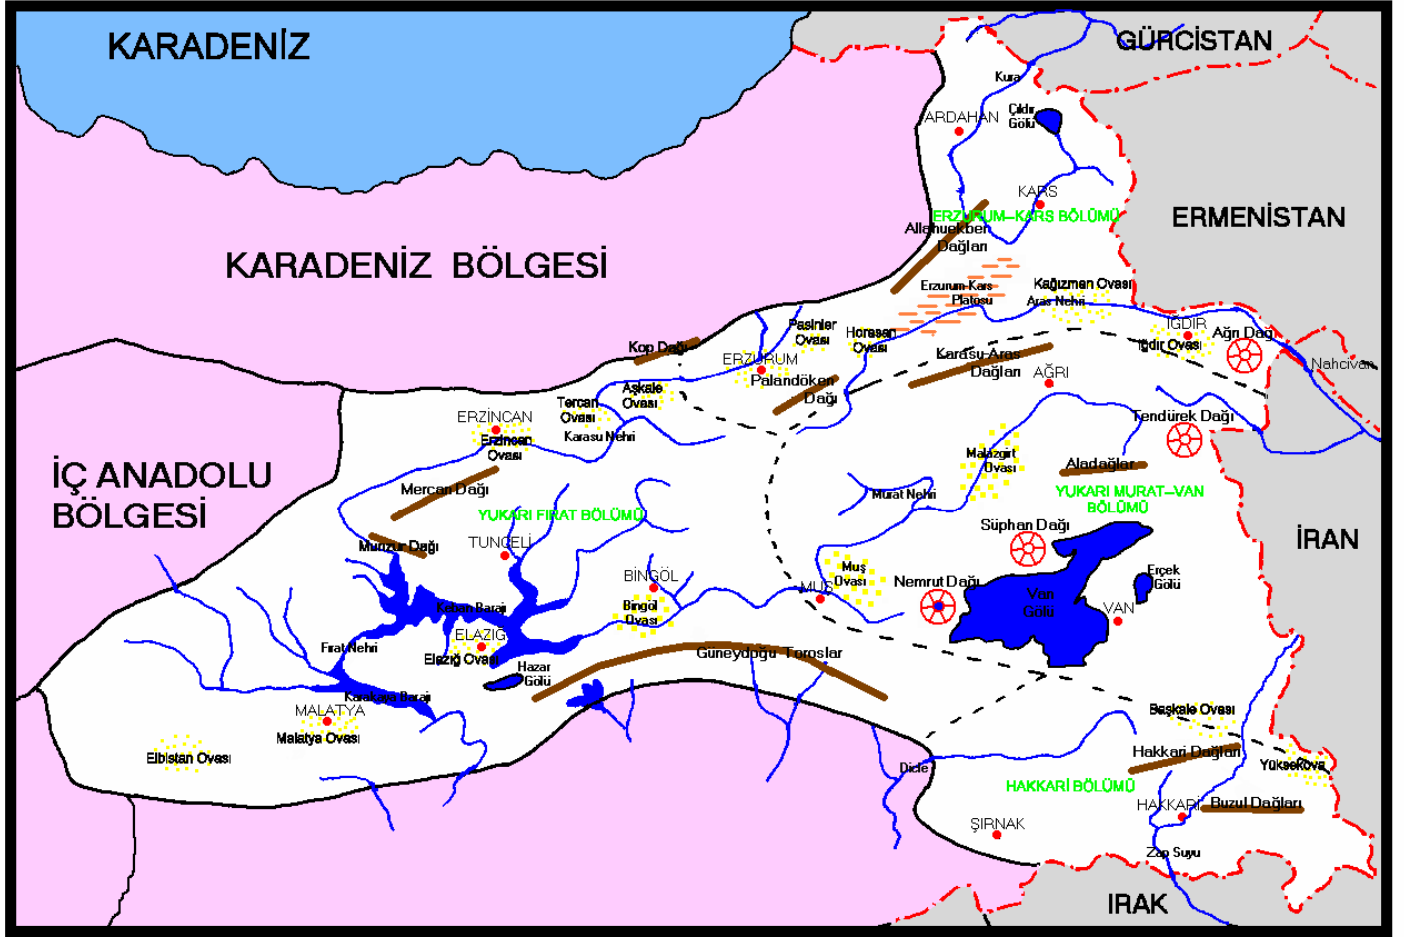 KARADENİZ
GÜRCİSTAN
Kura
Çıldır
Gölü
ARDAHAN
KARS
ERZURUM–KARS BÖLÜMÜ
ERMENİSTAN
Allahuekber
Dağları
KARADENİZ BÖLGESİ
Erzurum-Kars
Platosu
Kağızman Ovası
Aras Nehri
Pasinler
Ovası
Horasan
Ovası
IĞDIR
Iğdır Ovası
Ağrı Dağı
Kop Dağı
ERZURUM
Karasu-Aras
Dağları
Nahcivan
Palandöken
Dağı
AĞRI
Aşkale
Ovası
Tercan
Ovası
ERZİNCAN
Erzincan
Ovası
Karasu Nehri
Tendürek Dağı
Malazgirt
Ovası
Aladağlar
İÇ ANADOLU
BÖLGESİ
Mercan Dağı
Murat Nehri
YUKARI MURAT–VAN
BÖLÜMÜ
YUKARI FIRAT BÖLÜMÜ
Süphan Dağı
İRAN
Munzur Dağı
TUNCELİ
BİNGÖL
Muş
Ovası
MUŞ
Nemrut Dağı
Erçek
Gölü
Van
Gölü
VAN
Keban Barajı
Bingöl
Ovası
ELAZIĞ
Elazığ Ovası
Fırat Nehri
Hazar
Gölü
Güneydoğu Toroslar
Karakaya Barajı
MALATYA
Malatya Ovası
Elbistan Ovası
Başkale Ovası
Hakkari Dağları
Yüksekova
Dicle
HAKKARİ BÖLÜMÜ
HAKKARİ
Buzul Dağları
ŞIRNAK
Zap Suyu
IRAK